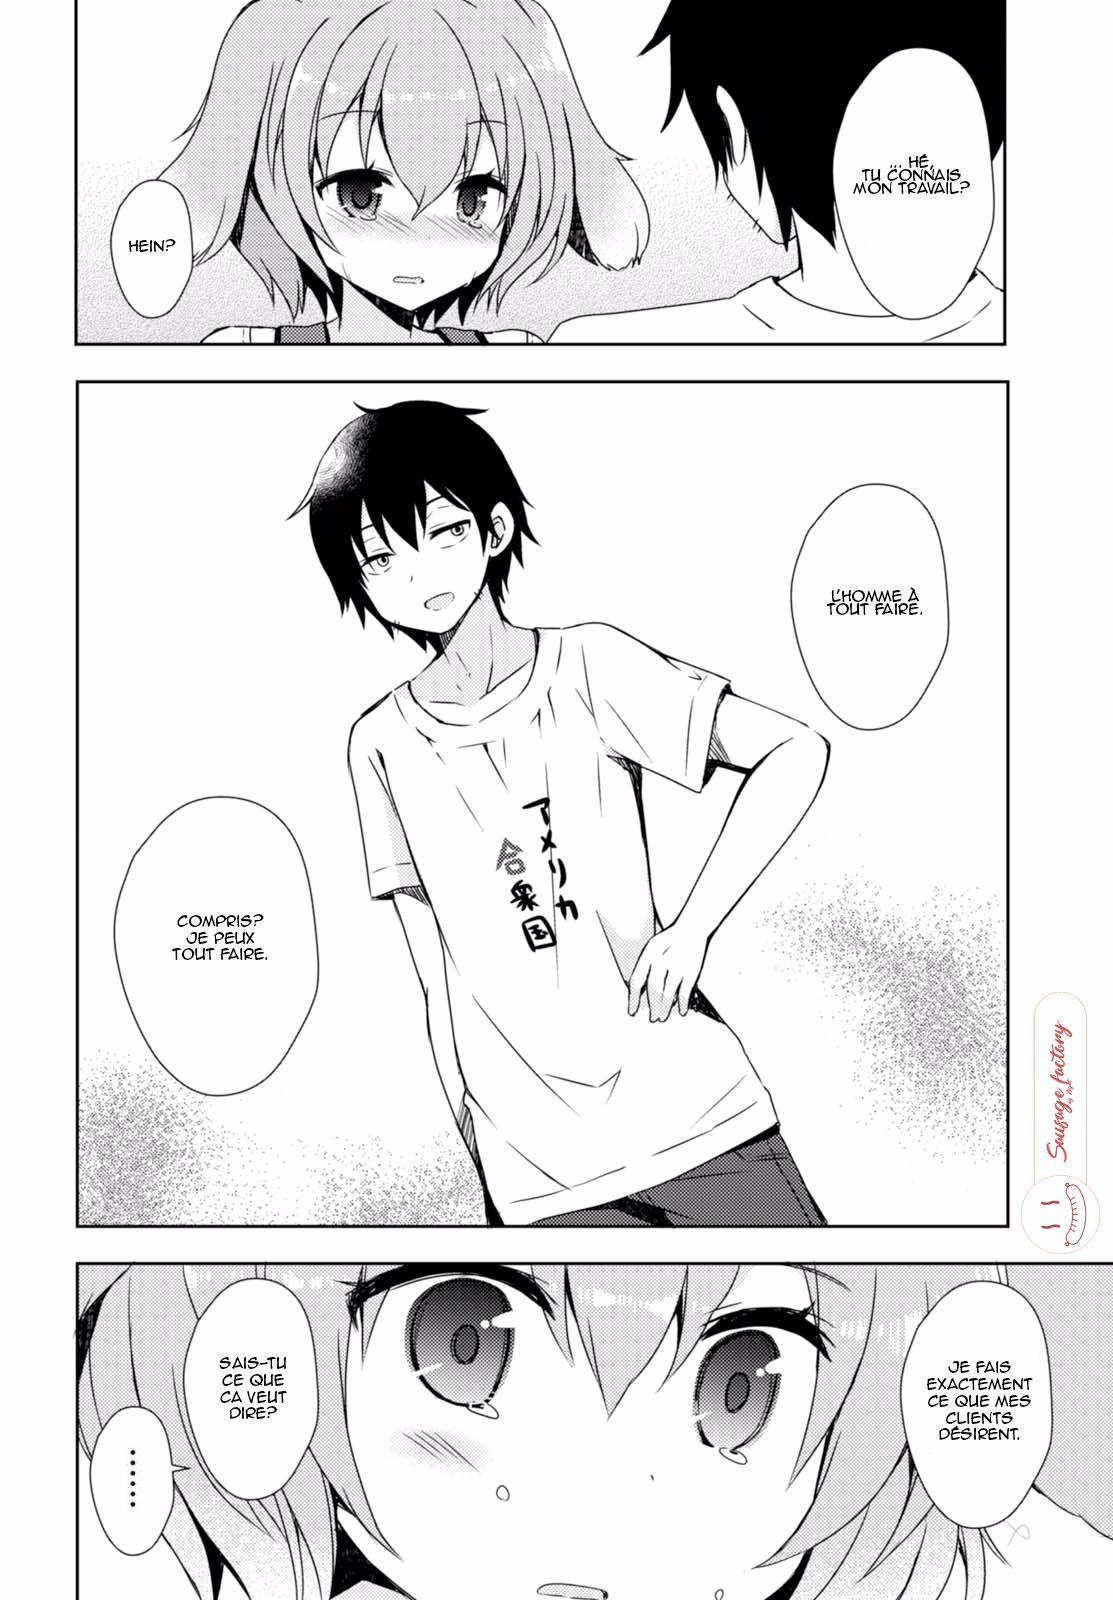 ... HÉ,
TU CONNAIS
MON TRAVAIL?
HEIN?
L'HOMME À
TOUT FAIRE.
アメリカ
合衆国
COMPRIS?
JE PEUX
TOUT FAIRE.
JE FAIS
EXACTEMENT
CE QUE MES
CLIENTS
DÉSIRENT.
SAIS-TU
CE QUE
ÇA VEUT
DIRE?
........
Sausage factory